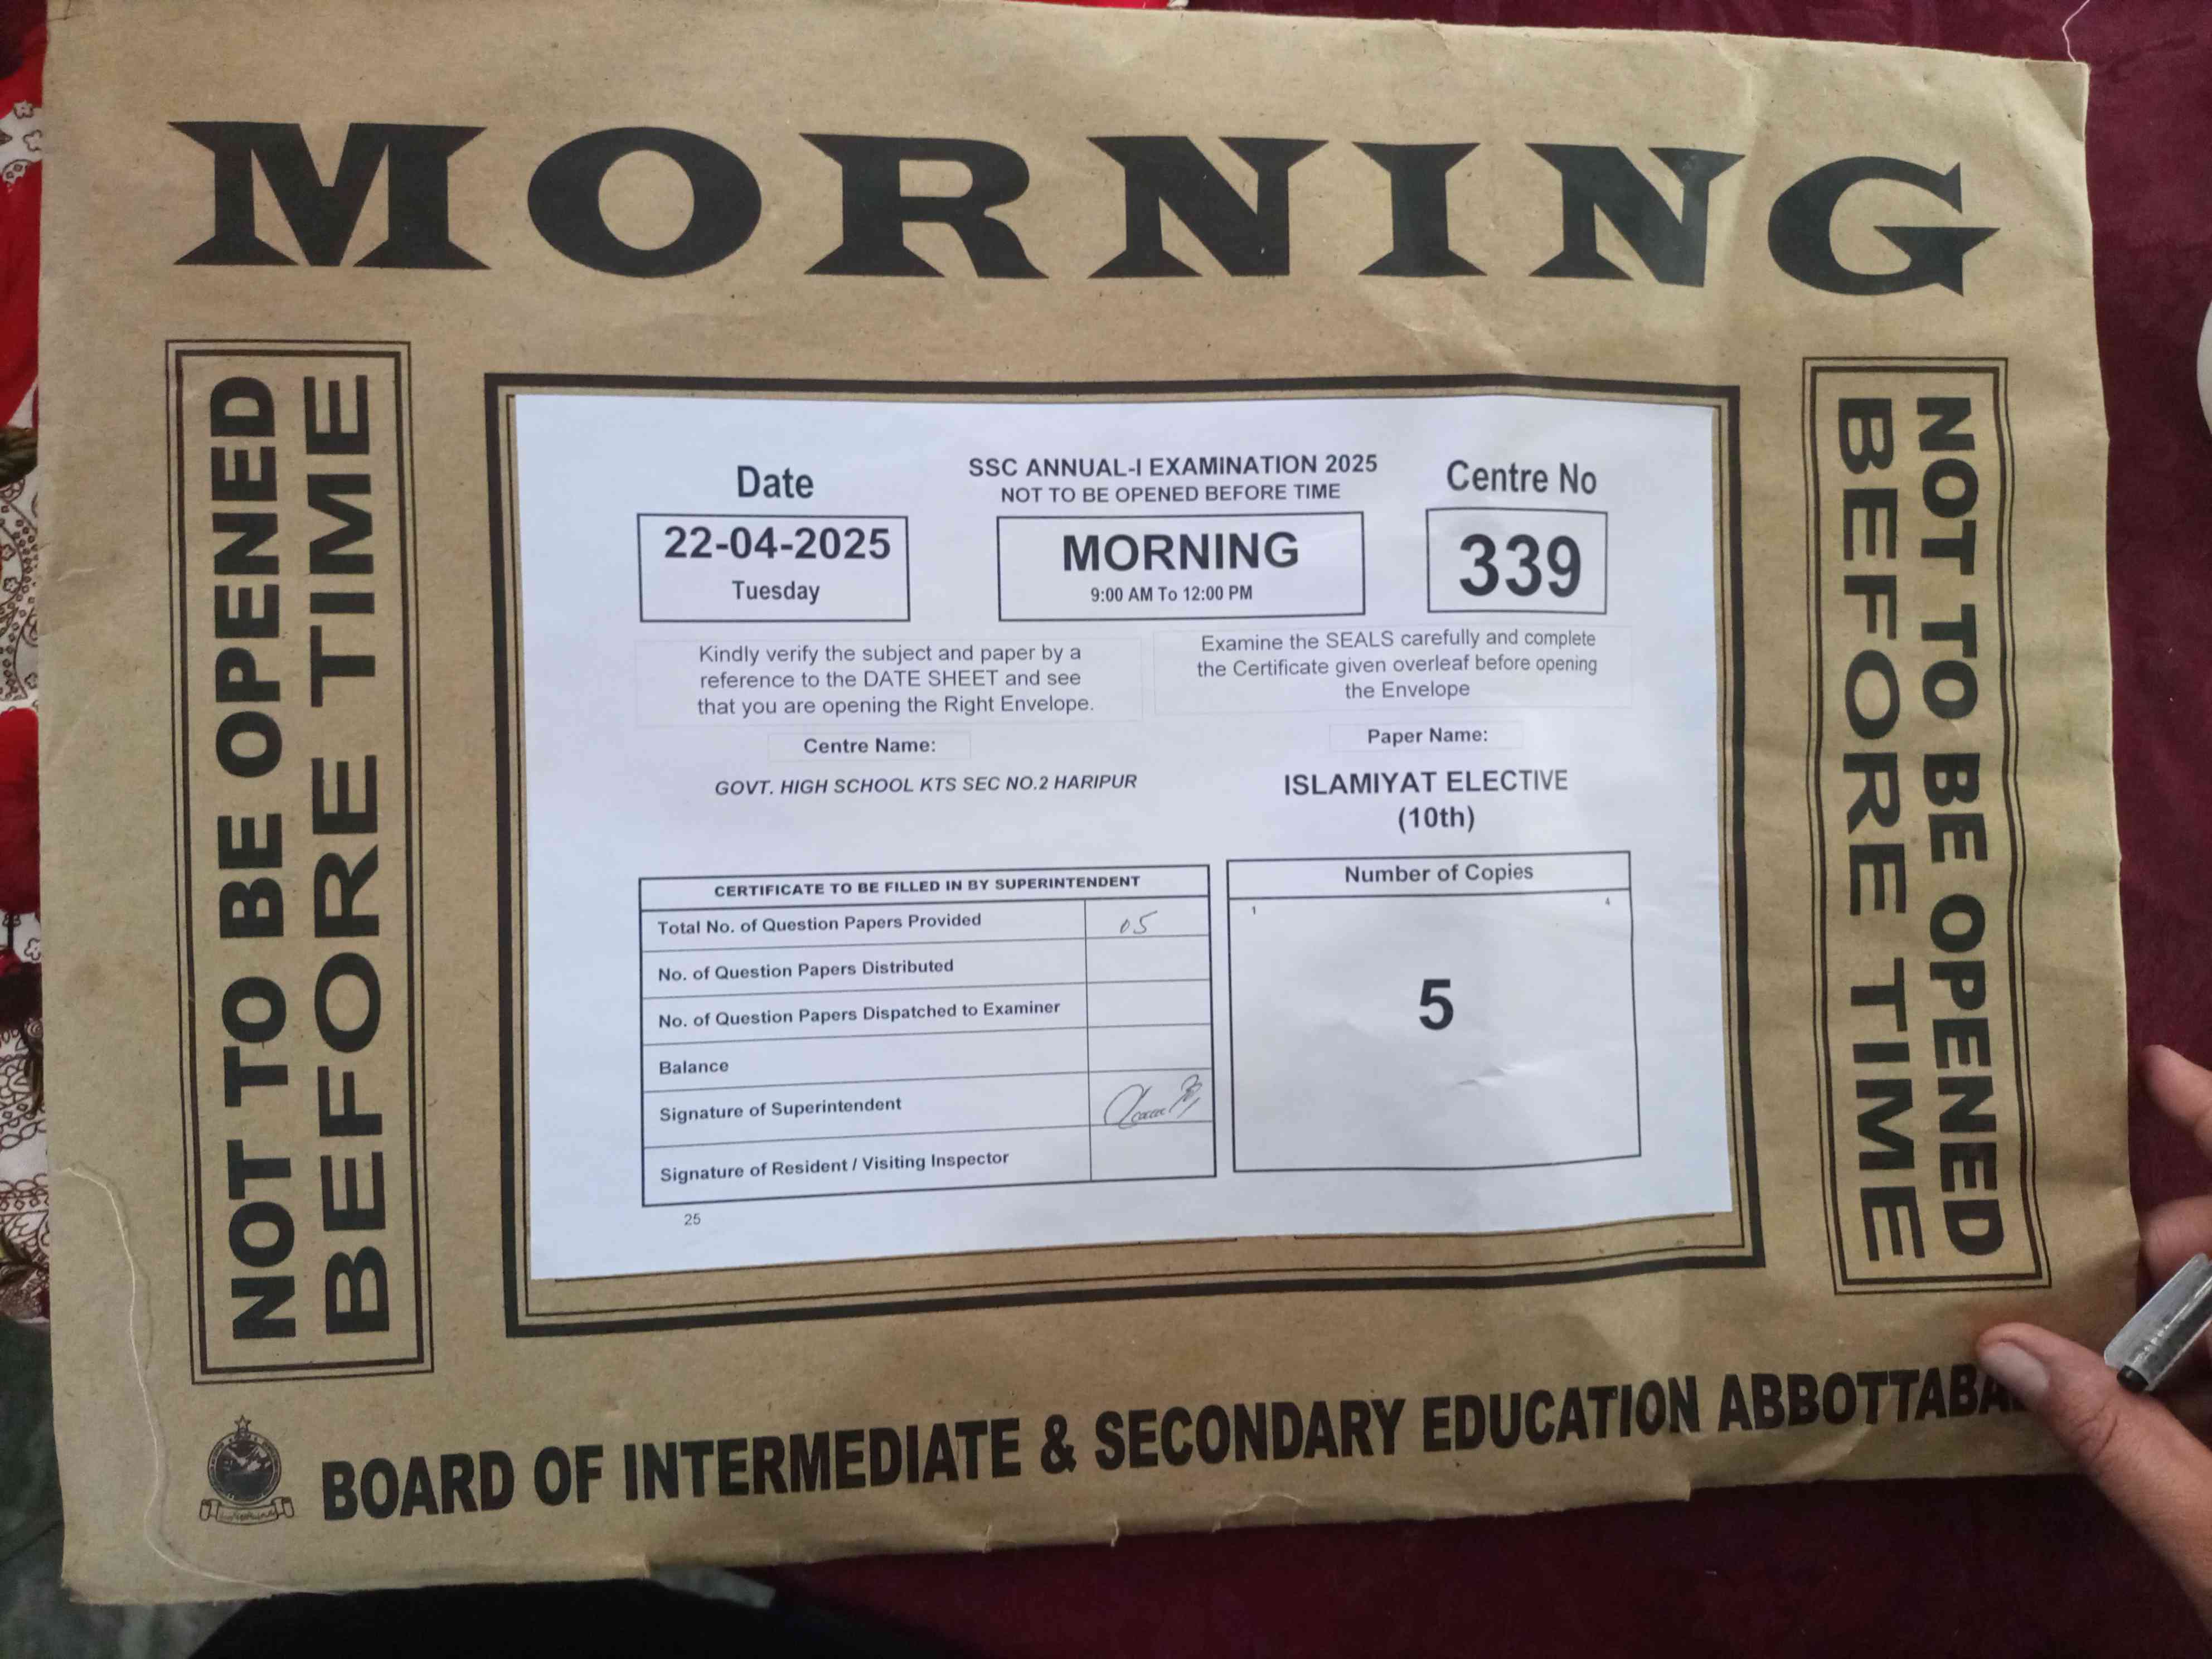 MORNING
NOT TO BE OPENED
BEFORE TIME
Date
22-04-2025
Tuesday
SSC ANNUAL-I EXAMINATION 2025
NOT TO BE OPENED BEFORE TIME
MORNING
9:00 AM To 12:00 PM
Centre No
339
Kindly verify the subject and paper by a
reference to the DATE SHEET and see
that you are opening the Right Envelope.
Examine the SEALS carefully and complete
the Certificate given overleaf before opening
the Envelope
Centre Name:
GOVT. HIGH SCHOOL KTS SEC NO.2 HARIPUR
Paper Name:
ISLAMIYAT ELECTIVE
(10th)
CERTIFICATE TO BE FILLED IN BY SUPERINTENDENT
Total No. of Question Papers Provided 05
No. of Question Papers Distributed
No. of Question Papers Dispatched to Examiner
Balance
Signature of Superintendent
Signature of Resident / Visiting Inspector
25
Number of Copies
1 4
5
NOT TO BE OPENED
BEFORE TIME
BOARD OF INTERMEDIATE & SECONDARY EDUCATION ABBOTTABA